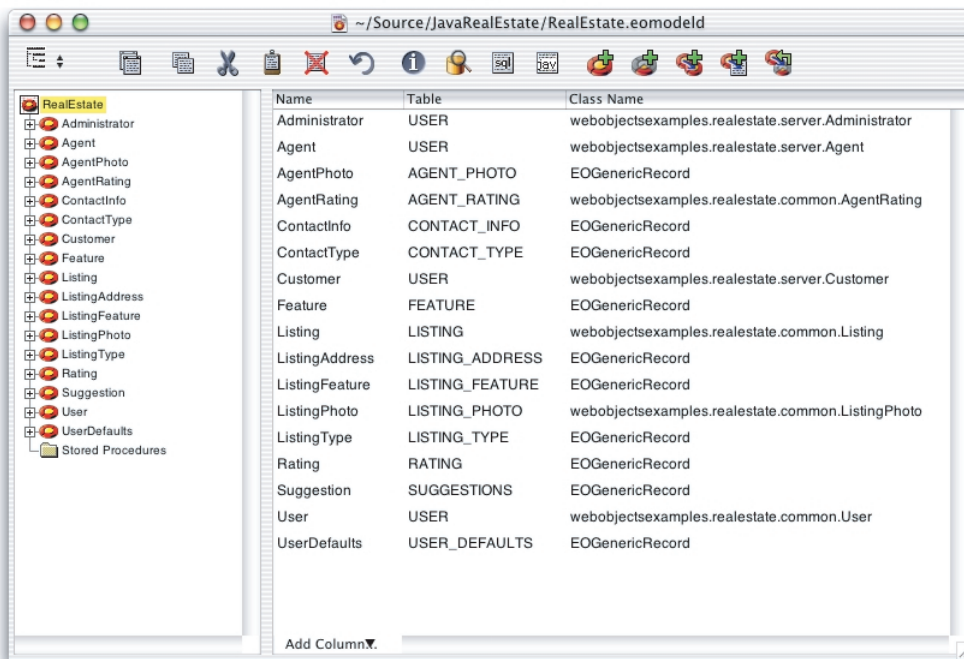 ~/Source/JavaRealEstate/RealEstate.eomodeld
sql
RealEstate
Administrator
Agent
AgentPhoto
AgentRating
ContactInfo
ContactType
Customer
Feature
Listing
ListingAddress
ListingFeature
ListingPhoto
ListingType
Rating
Suggestion
User
UserDefaults
Stored Procedures
Name Table Class Name
Administrator USER webobjectsexamples.realestate.server.Administrator
Agent USER webobjectsexamples.realestate.server.Agent
AgentPhoto AGENT_PHOTO EOGenericRecord
AgentRating AGENT_RATING webobjectsexamples.realestate.common.AgentRating
ContactInfo CONTACT_INFO EOGenericRecord
ContactType CONTACT_TYPE EOGenericRecord
Customer USER webobjectsexamples.realestate.server.Customer
Feature FEATURE EOGenericRecord
Listing LISTING webobjectsexamples.realestate.common.Listing
ListingAddress LISTING_ADDRESS EOGenericRecord
ListingFeature LISTING_FEATURE EOGenericRecord
ListingPhoto LISTING_PHOTO webobjectsexamples.realestate.common.ListingPhoto
ListingType LISTING_TYPE EOGenericRecord
Rating RATING EOGenericRecord
Suggestion SUGGESTIONS EOGenericRecord
User USER webobjectsexamples.realestate.common.User
UserDefaults USER_DEFAULTS EOGenericRecord
Add Column...